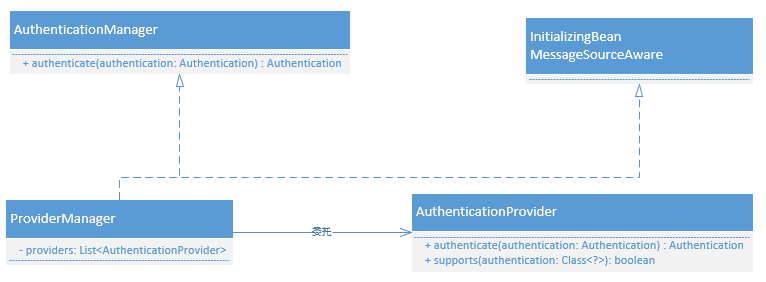 AuthenticationManager
+ authenticate(authentication: Authentication) : Authentication
InitializingBean
MessageSourceAware
ProviderManager
- providers: List<AuthenticationProvider>
委托
AuthenticationProvider
+ authenticate(authentication: Authentication) : Authentication
+ supports(authentication: Class<?>): boolean